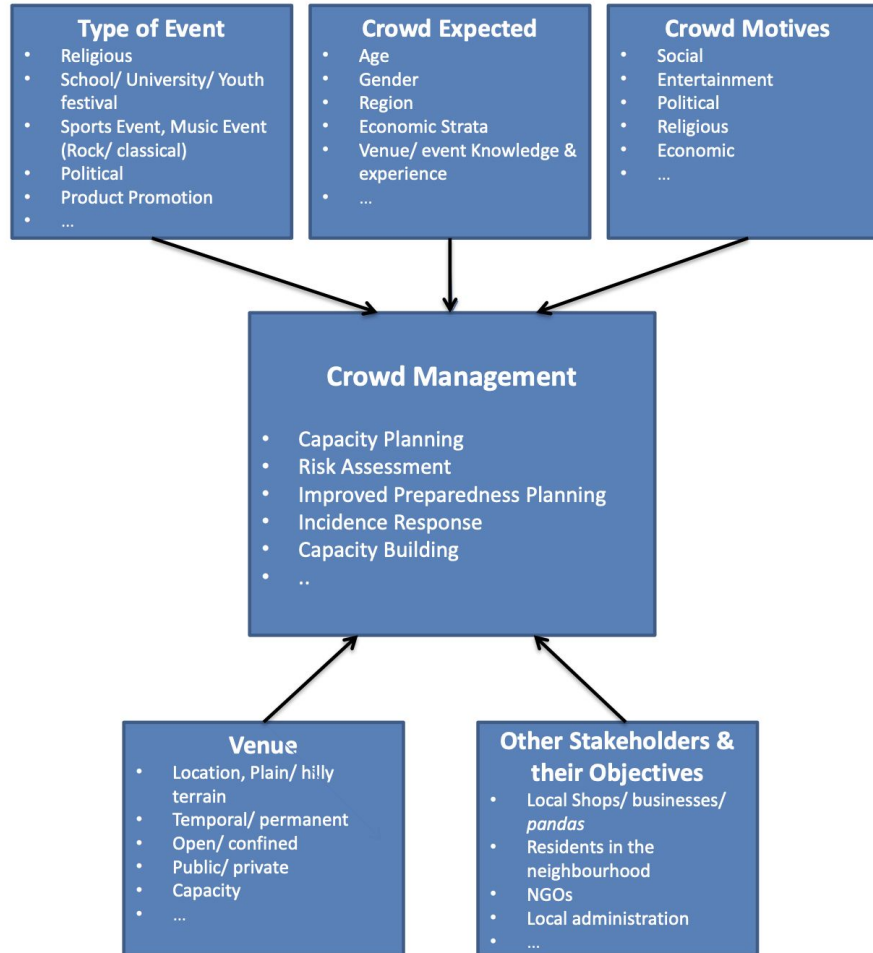 Type of Event
• Religious
• School/ University/ Youth
festival
• Sports Event, Music Event
(Rock/ classical)
• Political
• Product Promotion
• ...
Crowd Expected
• Age
• Gender
• Region
• Economic Strata
• Venue/ event Knowledge &
experience
• ...
Crowd Motives
• Social
• Entertainment
• Political
• Religious
• Economic
• ...
Crowd Management
• Capacity Planning
• Risk Assessment
• Improved Preparedness Planning
• Incidence Response
• Capacity Building
• ..
Venue
• Location, Plain/ hilly
terrain
• Temporal/ permanent
• Open/ confined
• Public/ private
• Capacity
• ...
Other Stakeholders &
their Objectives
• Local Shops/ businesses/
pandas
• Residents in the
neighbourhood
• NGOs
• Local administration
• ...